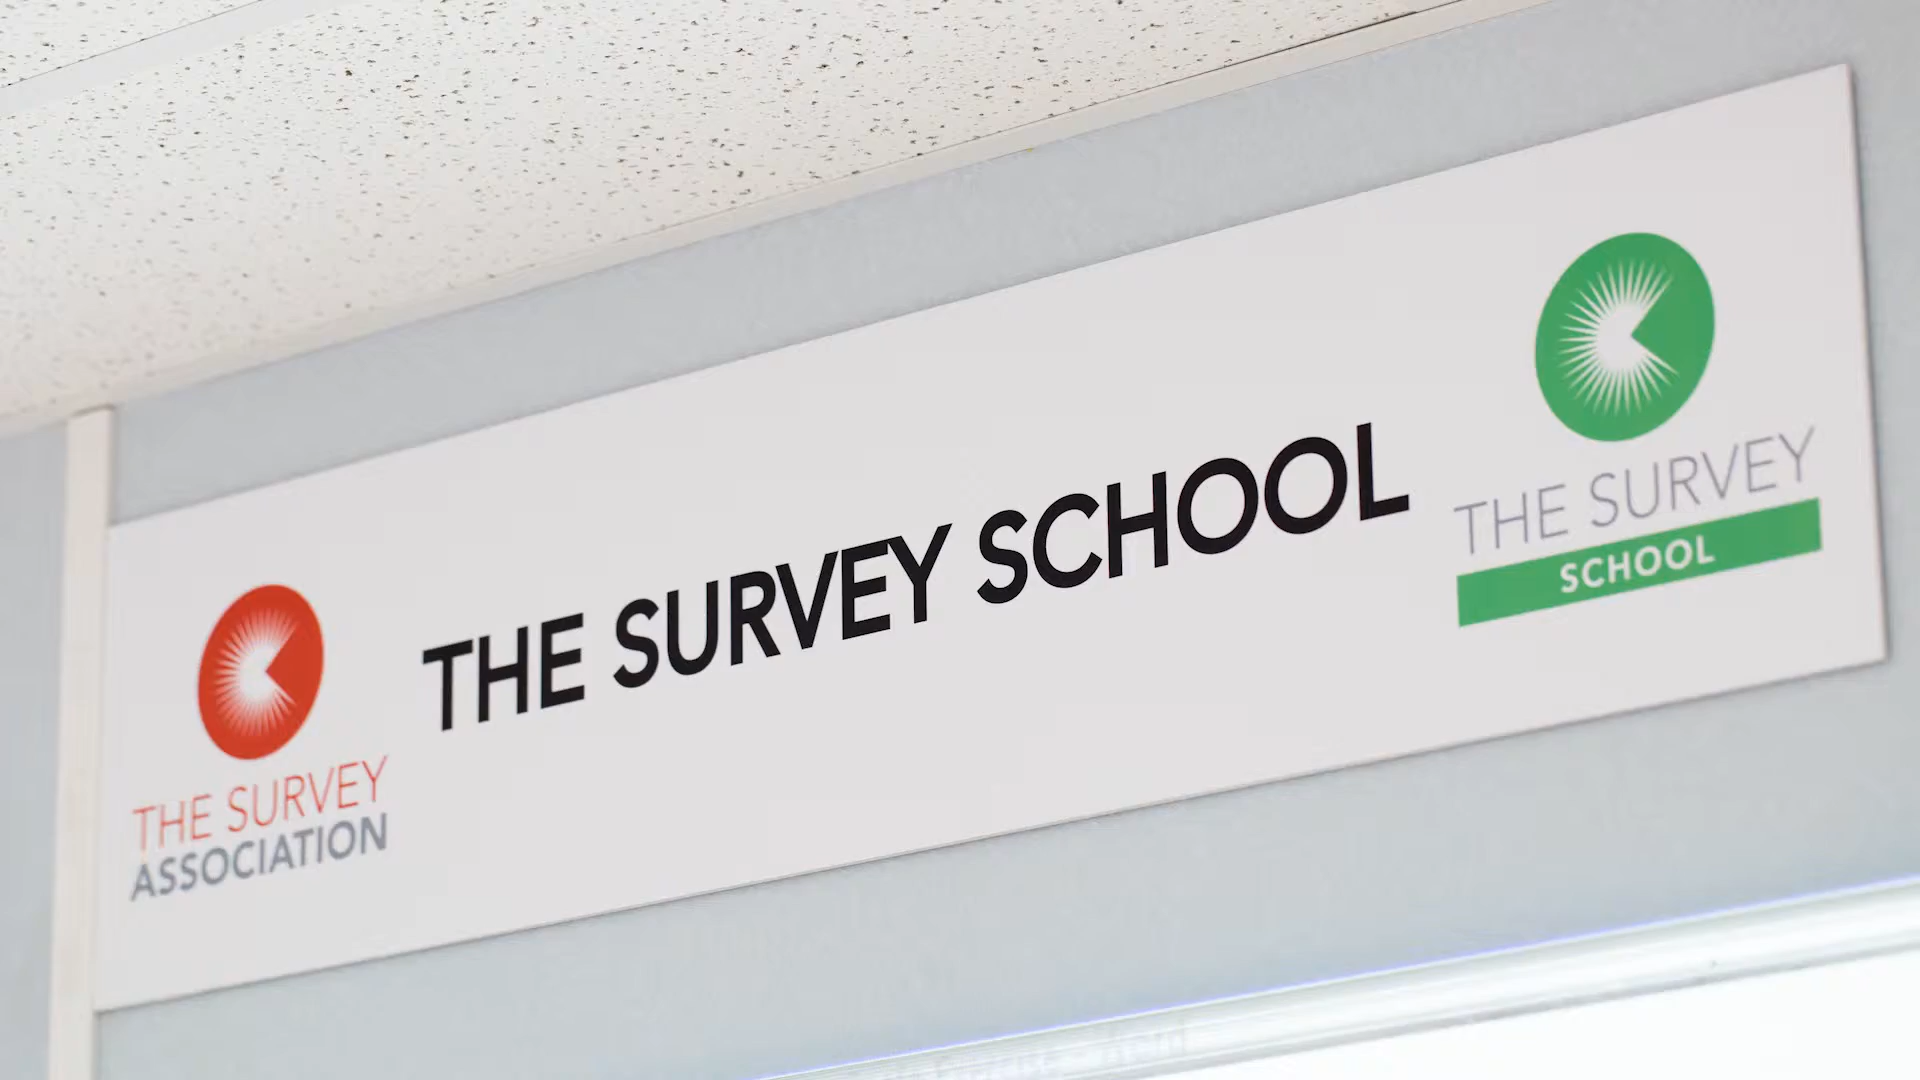 THE SURVEY
ASSOCIATION
THE SURVEY SCHOOL
THE SURVEY
SCHOOL